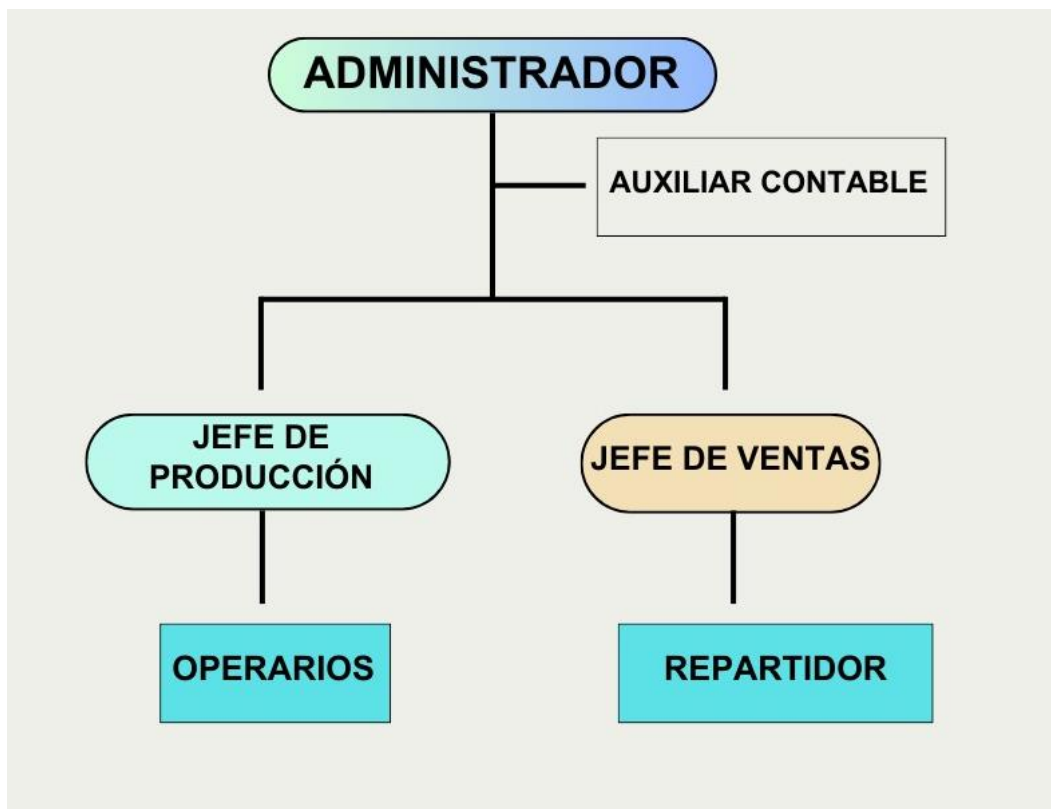 ADMINISTRADOR
AUXILIAR CONTABLE
JEFE DE
PRODUCCIÓN
JEFE DE VENTAS
OPERARIOS
REPARTIDOR